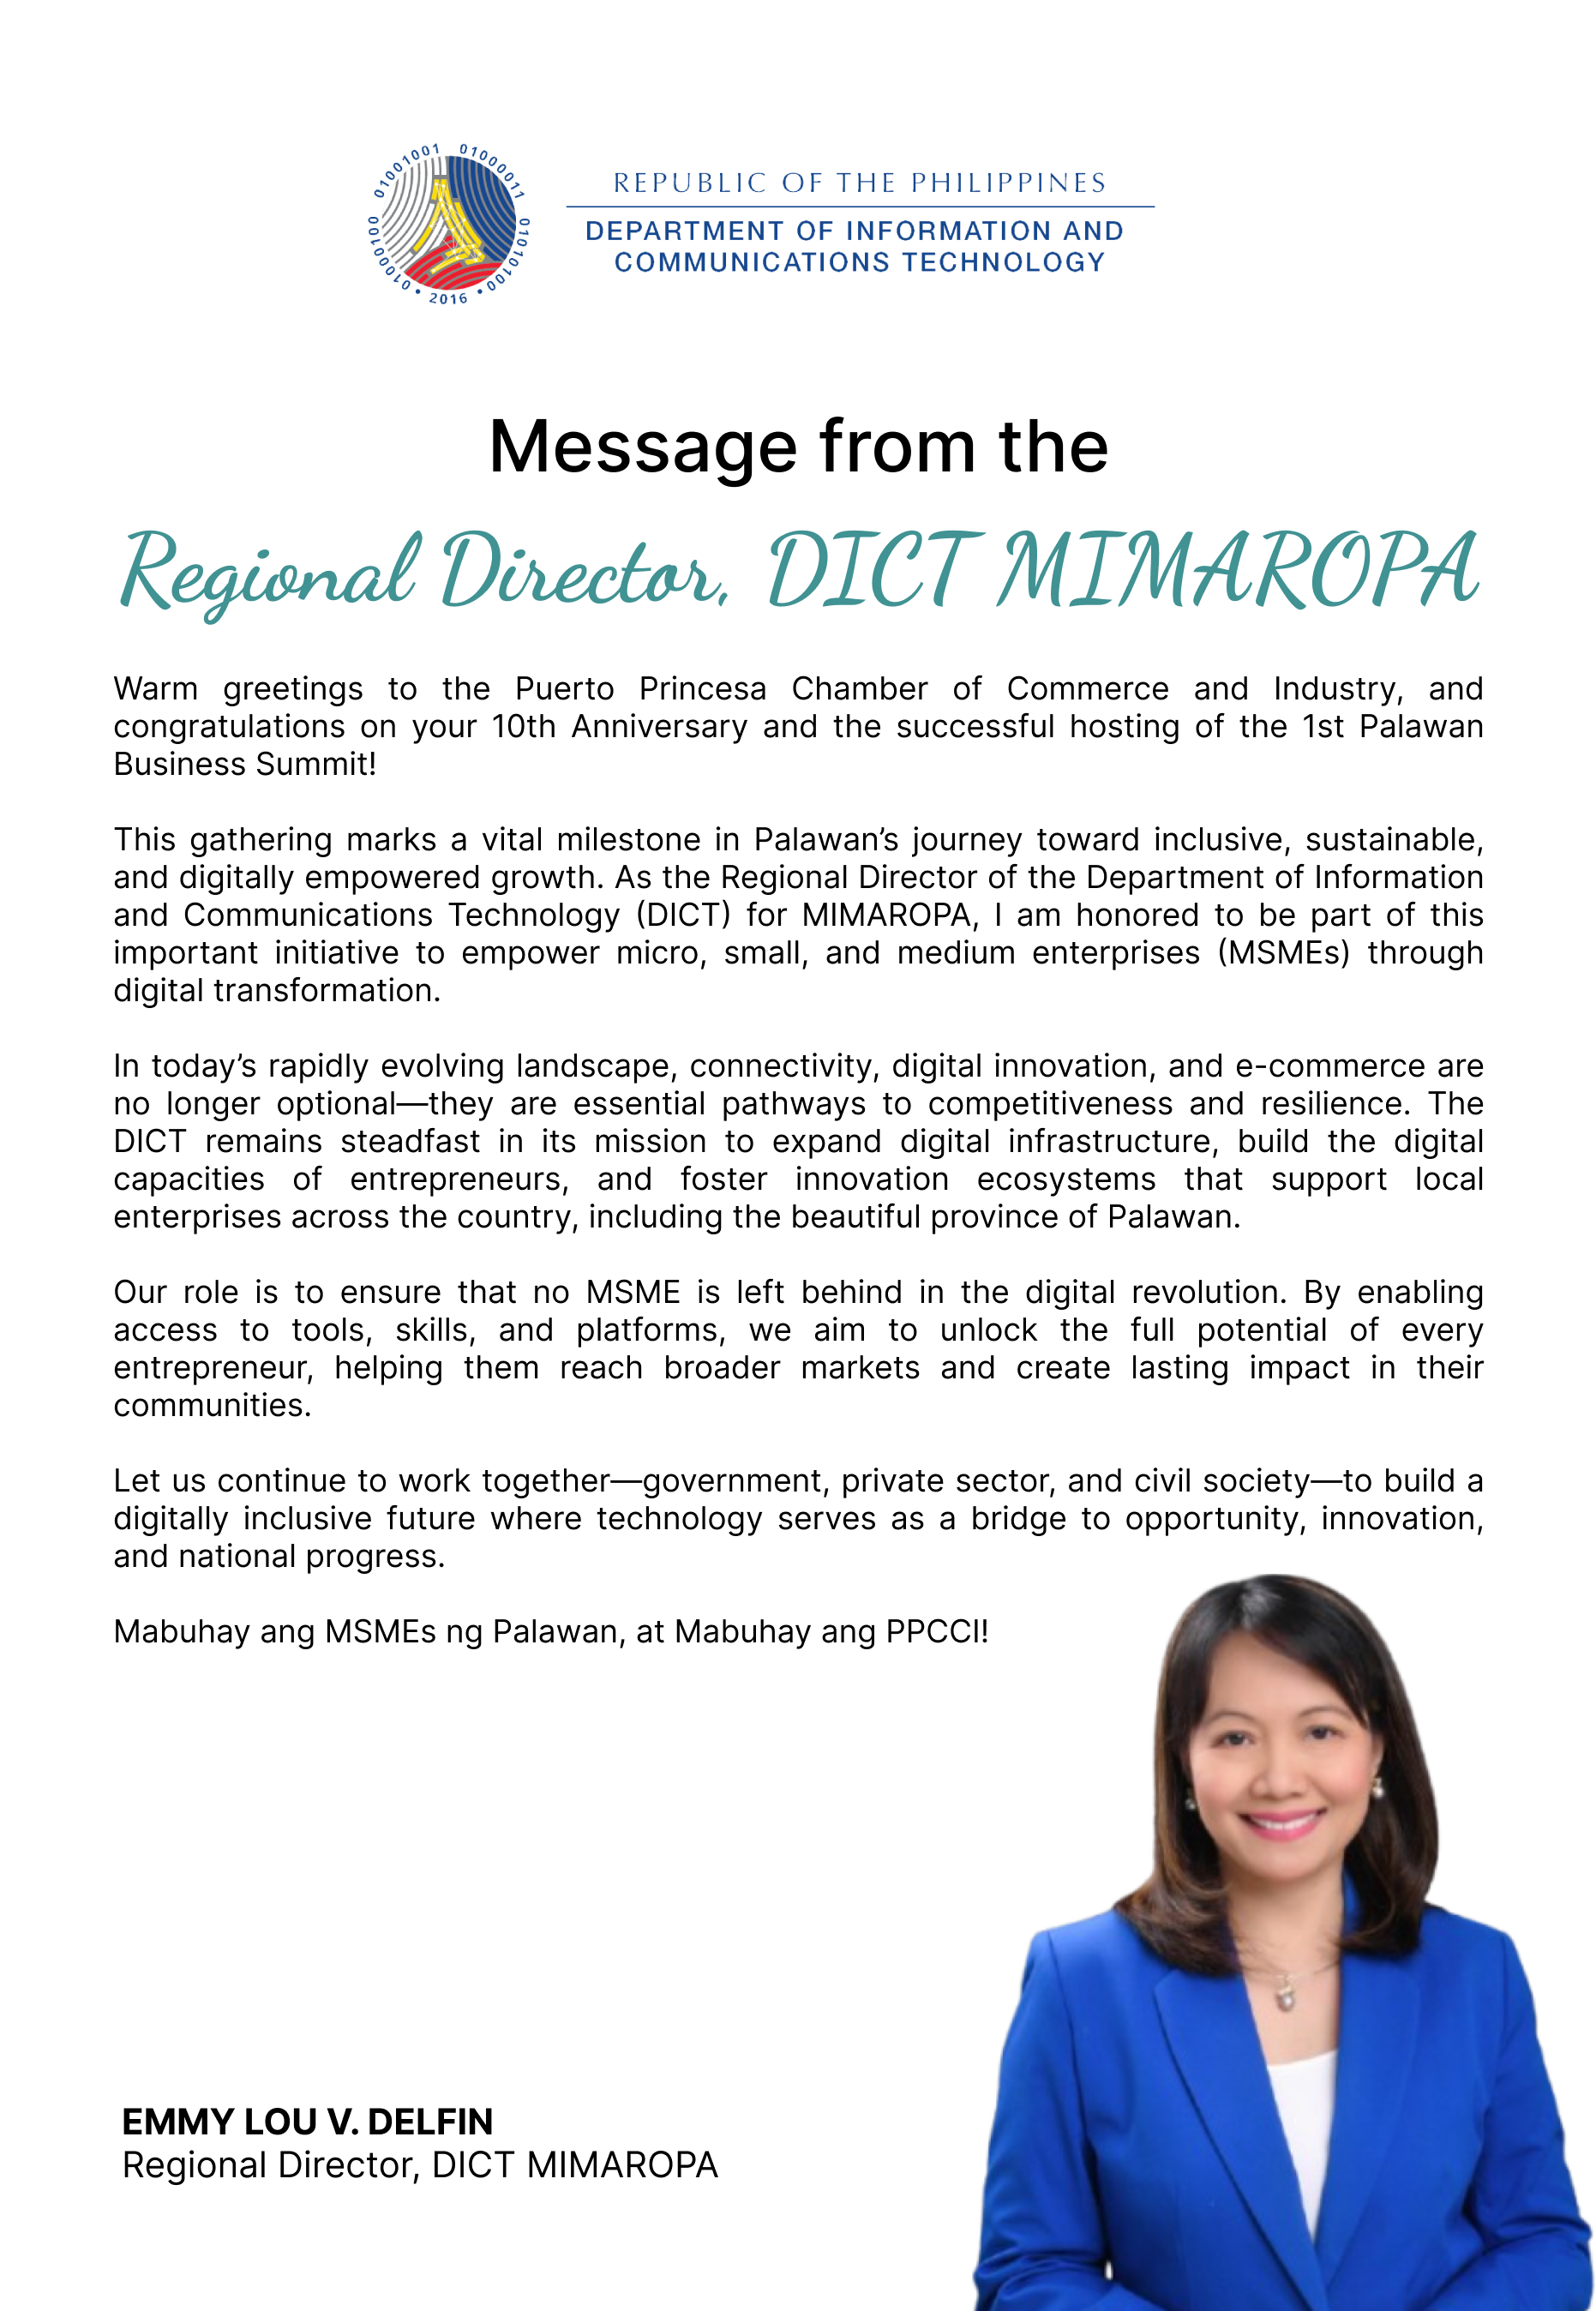 01001001 01000011 01010100 • 2016 • 01000100
REPUBLIC OF THE PHILIPPINES
DEPARTMENT OF INFORMATION AND
COMMUNICATIONS TECHNOLOGY
Message from the
Regional Director, DICT MIMAROPA
Warm greetings to the Puerto Princesa Chamber of Commerce and Industry, and
congratulations on your 10th Anniversary and the successful hosting of the 1st Palawan
Business Summit!
This gathering marks a vital milestone in Palawan’s journey toward inclusive, sustainable,
and digitally empowered growth. As the Regional Director of the Department of Information
and Communications Technology (DICT) for MIMAROPA, I am honored to be part of this
important initiative to empower micro, small, and medium enterprises (MSMEs) through
digital transformation.
In today’s rapidly evolving landscape, connectivity, digital innovation, and e-commerce are
no longer optional—they are essential pathways to competitiveness and resilience. The
DICT remains steadfast in its mission to expand digital infrastructure, build the digital
capacities of entrepreneurs, and foster innovation ecosystems that support local
enterprises across the country, including the beautiful province of Palawan.
Our role is to ensure that no MSME is left behind in the digital revolution. By enabling
access to tools, skills, and platforms, we aim to unlock the full potential of every
entrepreneur, helping them reach broader markets and create lasting impact in their
communities.
Let us continue to work together—government, private sector, and civil society—to build a
digitally inclusive future where technology serves as a bridge to opportunity, innovation,
and national progress.
Mabuhay ang MSMEs ng Palawan, at Mabuhay ang PPCCI!
EMMY LOU V. DELFIN
Regional Director, DICT MIMAROPA